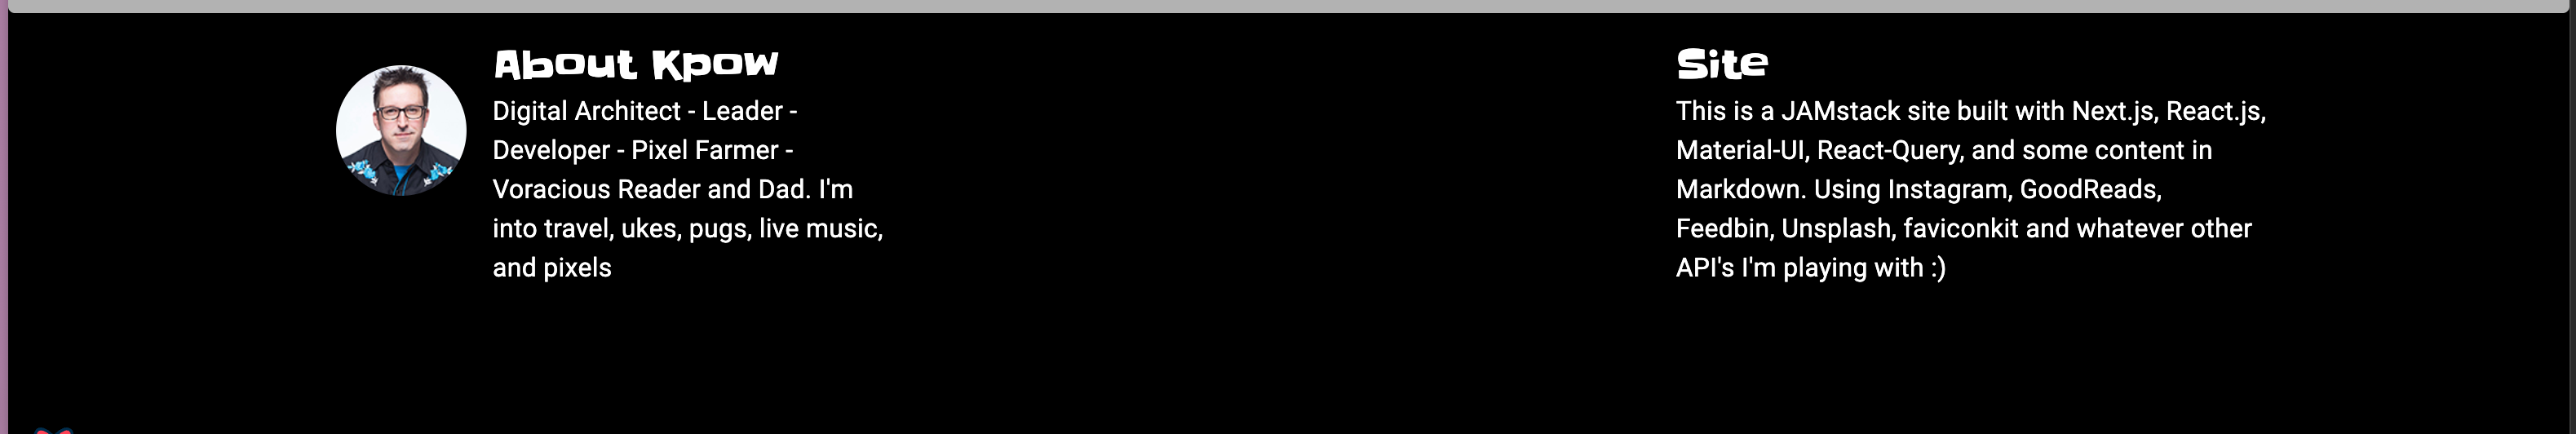 About Kpow
Digital Architect - Leader -
Developer - Pixel Farmer -
Voracious Reader and Dad. I'm
into travel, ukes, pugs, live music,
and pixels
Site
This is a JAMstack site built with Next.js, React.js,
Material-UI, React-Query, and some content in
Markdown. Using Instagram, GoodReads,
Feedbin, Unsplash, faviconkit and whatever other
API's I'm playing with :)